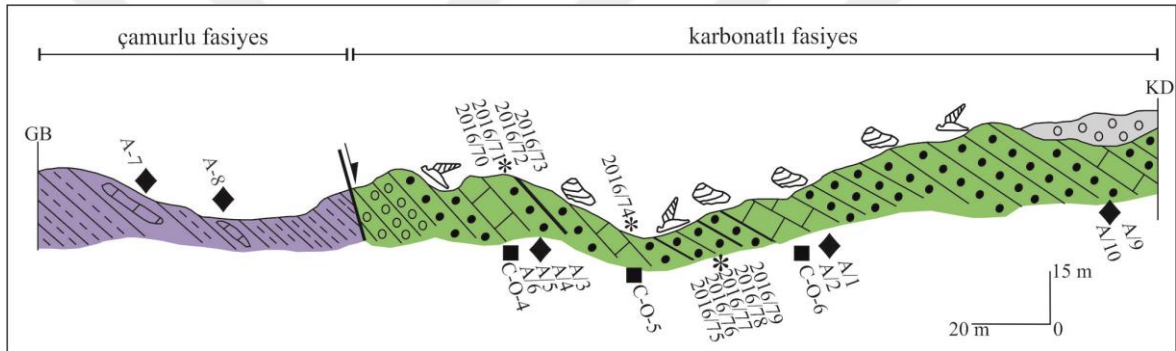 çamurlu fasiyes
karbonatlı fasiyes
GB
KD
A-7
A-8
2016/70
2016/71
2016/72
2016/73
2016/74
C-O-4
A/6
A/5
A/4
A/3
C-O-5
2016/75
2016/76
2016/77
2016/78
2016/79
C-O-6
A/2
A/1
A/10
A/9
15 m
20 m
0